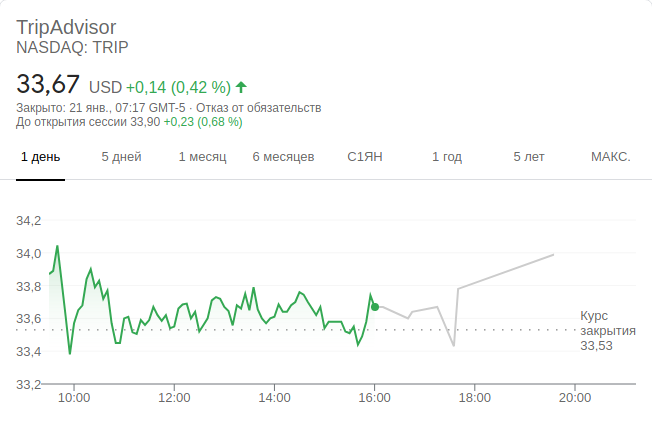 TripAdvisor
NASDAQ: TRIP
33,67 USD +0,14 (0,42 %)
Закрыто: 21 янв., 07:17 GMT-5 · Отказ от обязательств
До открытия сессии 33,90 +0,23 (0,68 %)
1 день 5 дней 1 месяц 6 месяцев С1ЯН 1 год 5 лет МАКС.
34,2
34,0
33,8
33,6
33,4
33,2
Курс
закрытия
33,53
10:00 12:00 14:00 16:00 18:00 20:00